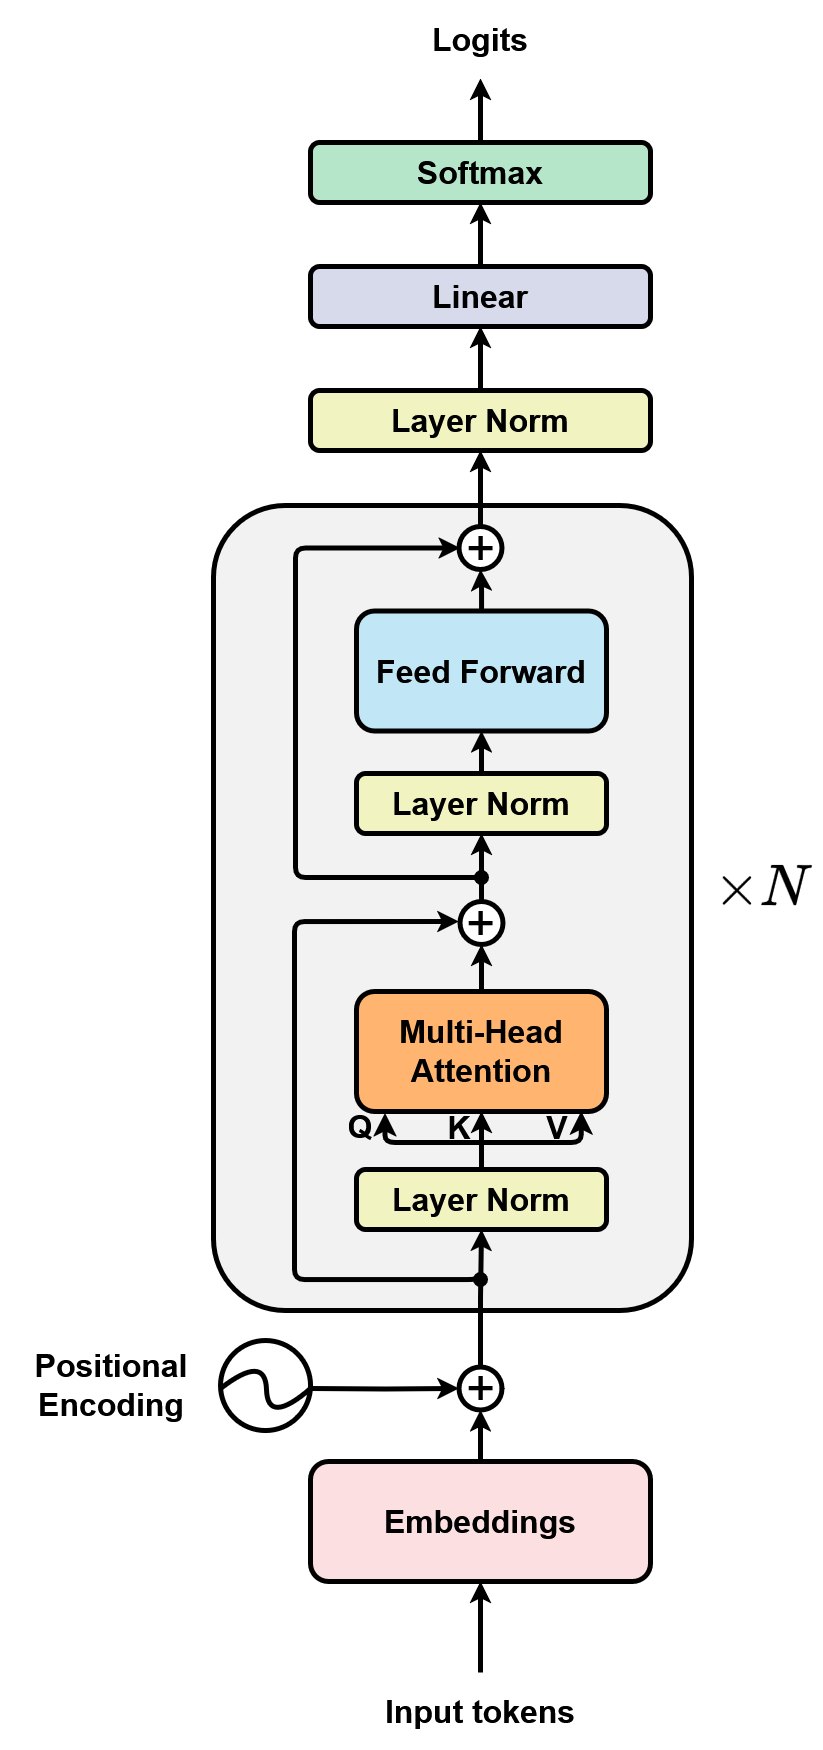 Logits
Softmax
Linear
Layer Norm
Feed Forward
Layer Norm
×N
Multi-Head
Attention
Q K V
Layer Norm
Positional
Encoding
Embeddings
Input tokens